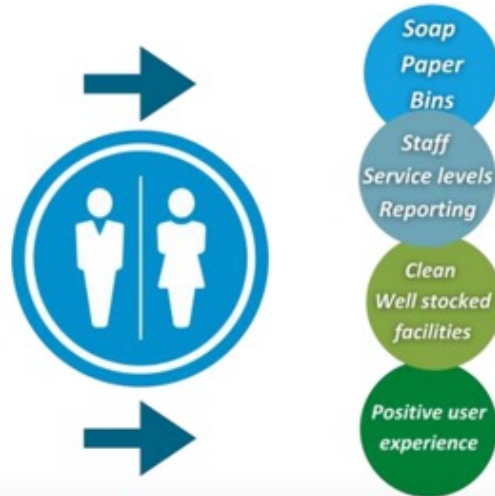 Soap
Paper
Bins
Staff
Service levels
Reporting
Clean
Well stocked
facilities
Positive user
experience